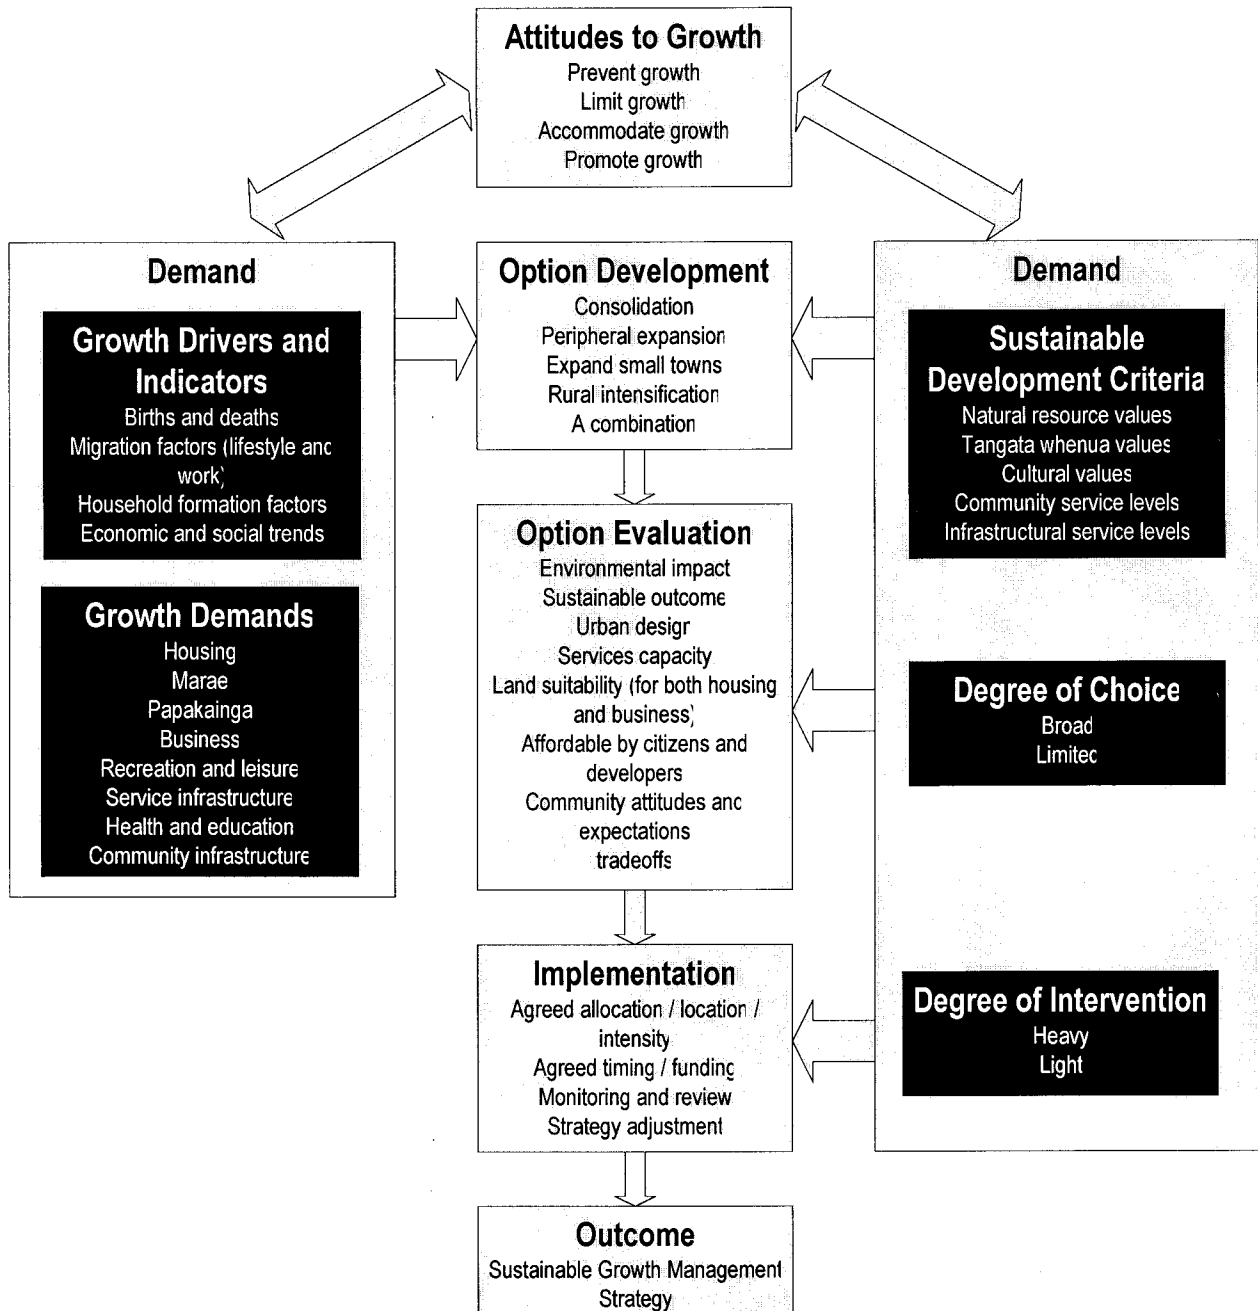 Attitudes to Growth
Prevent growth
Limit growth
Accommodate growth
Promote growth
Demand
Growth Drivers and
Indicators
Births and deaths
Migration factors (lifestyle and
work)
Household formation factors
Economic and social trends
Growth Demands
Housing
Marae
Papakainga
Business
Recreation and leisure
Service infrastructure
Health and education
Community infrastructure
Option Development
Consolidation
Peripheral expansion
Expand small towns
Rural intensification
A combination
Option Evaluation
Environmental impact
Sustainable outcome
Urban design
Services capacity
Land suitability (for both housing
and business)
Affordable by citizens and
developers
Community attitudes and
expectations
tradeoffs
Implementation
Agreed allocation / location /
intensity
Agreed timing / funding
Monitoring and review
Strategy adjustment
Outcome
Sustainable Growth Management
Strategy
Demand
Sustainable
Development Criteria
Natural resource values
Tangata whenua values
Cultural values
Community service levels
Infrastructural service levels
Degree of Choice
Broad
Limited
Degree of Intervention
Heavy
Light